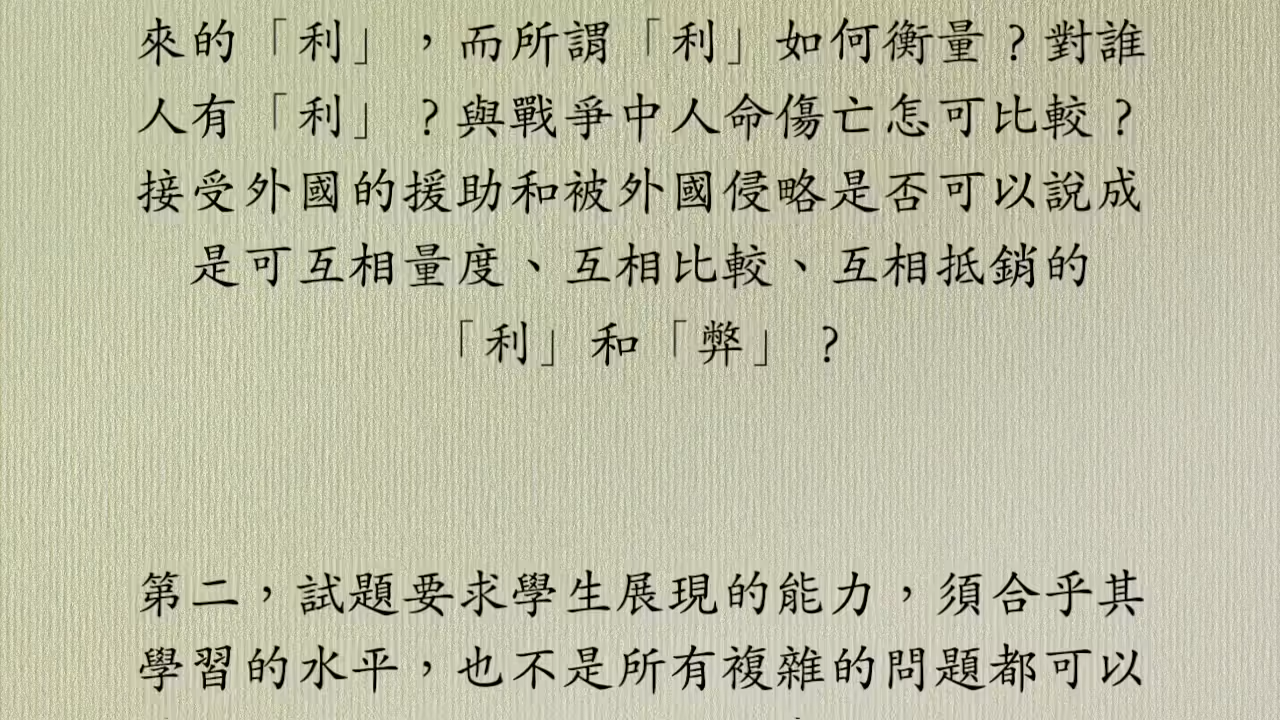 來的「利」，而所謂「利」如何衡量？對誰
人有「利」？與戰爭中人命傷亡怎可比較？
接受外國的援助和被外國侵略是否可以說成
是可互相量度、互相比較、互相抵銷的
「利」和「弊」？
第二，試題要求學生展現的能力，須合乎其
學習的水平，也不是所有複雜的問題都可以